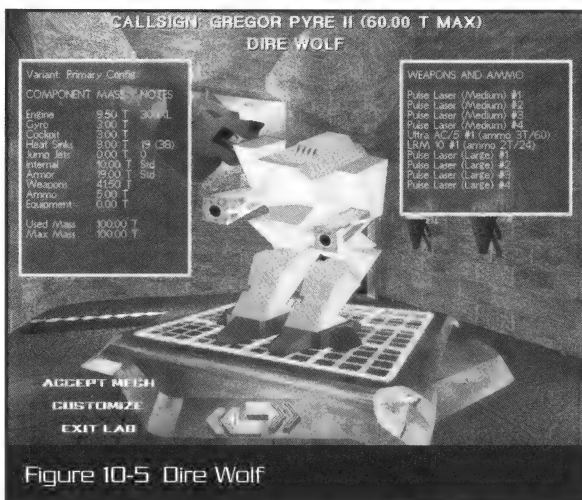 CALLSIGN: GREGOR PYRE II (60.00 T MAX)
DIRE WOLF
Variant: Primary Config
COMPONENT MASS NOTES
Engine 9.50 T 300XL
Gyro 3.00 T
Cockpit 3.00 T
Heat Sinks 9.00 T 19 (38)
Jump Jets 0.00 T 0
Internal 10.00 T Std
Armor 19.00 T Std
Weapons 41.50 T
Ammo 5.00 T
Equipment 0.00 T
Used Mass 100.00 T
Max Mass 100.00 T
WEAPONS AND AMMO
Pulse Laser (Medium) #1
Pulse Laser (Medium) #2
Pulse Laser (Medium) #3
Pulse Laser (Medium) #4
Ultra AC/5 #1 (ammo 3T/60)
LRM 10 #1 (ammo 2T/24)
Pulse Laser (Large) #1
Pulse Laser (Large) #2
Pulse Laser (Large) #3
Pulse Laser (Large) #4
ACCEPT MECH
CUSTOMIZE
EXIT LAB
Figure 10-5 Dire Wolf